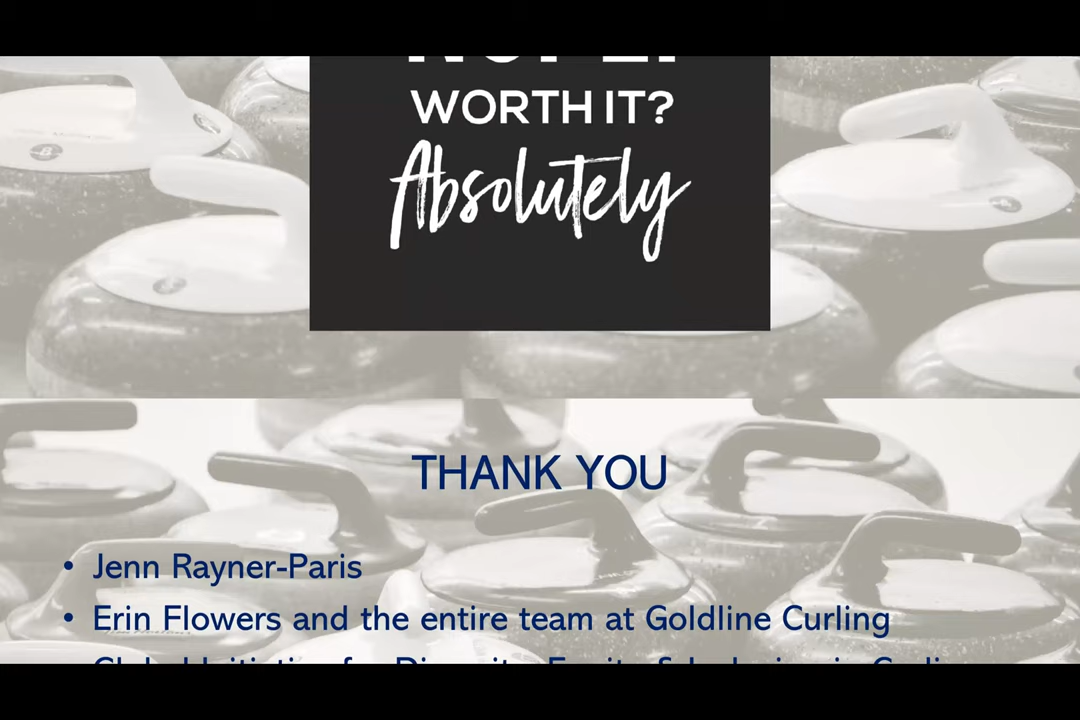 WORTH IT?
Absolutely
THANK YOU
• Jenn Rayner-Paris
• Erin Flowers and the entire team at Goldline Curling